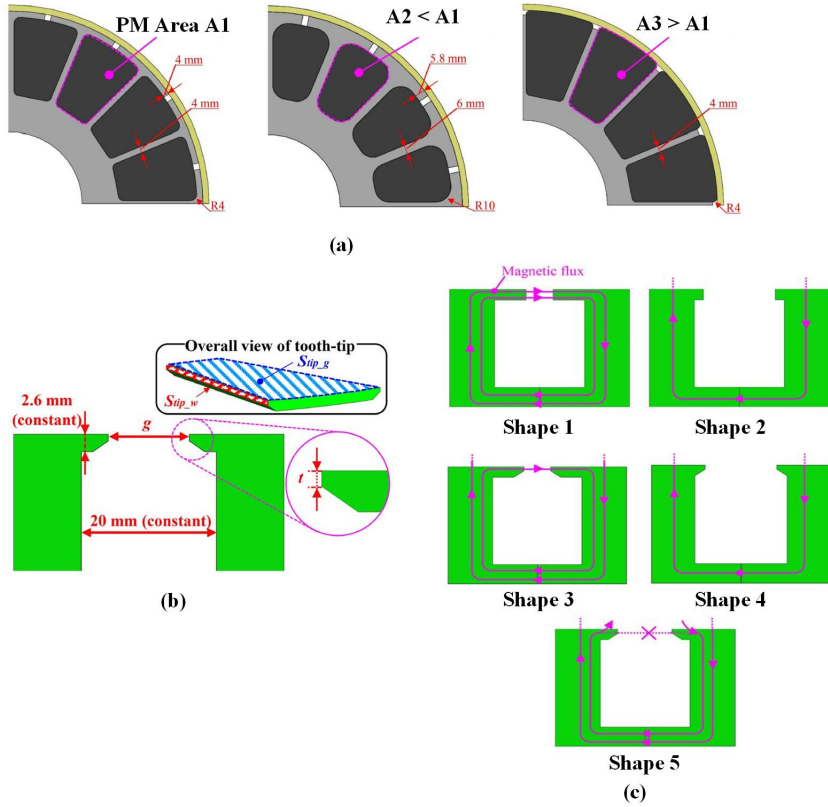 PM Area A1
4 mm
4 mm
R4
A2 < A1
5.8 mm
6 mm
R10
A3 > A1
4 mm
R4
(a)
Overall view of tooth-tip
Stip_g
Stip_w
2.6 mm
(constant)
g
t
20 mm (constant)
(b)
Magnetic flux
Shape 1
Shape 2
Shape 3
Shape 4
Shape 5
(c)